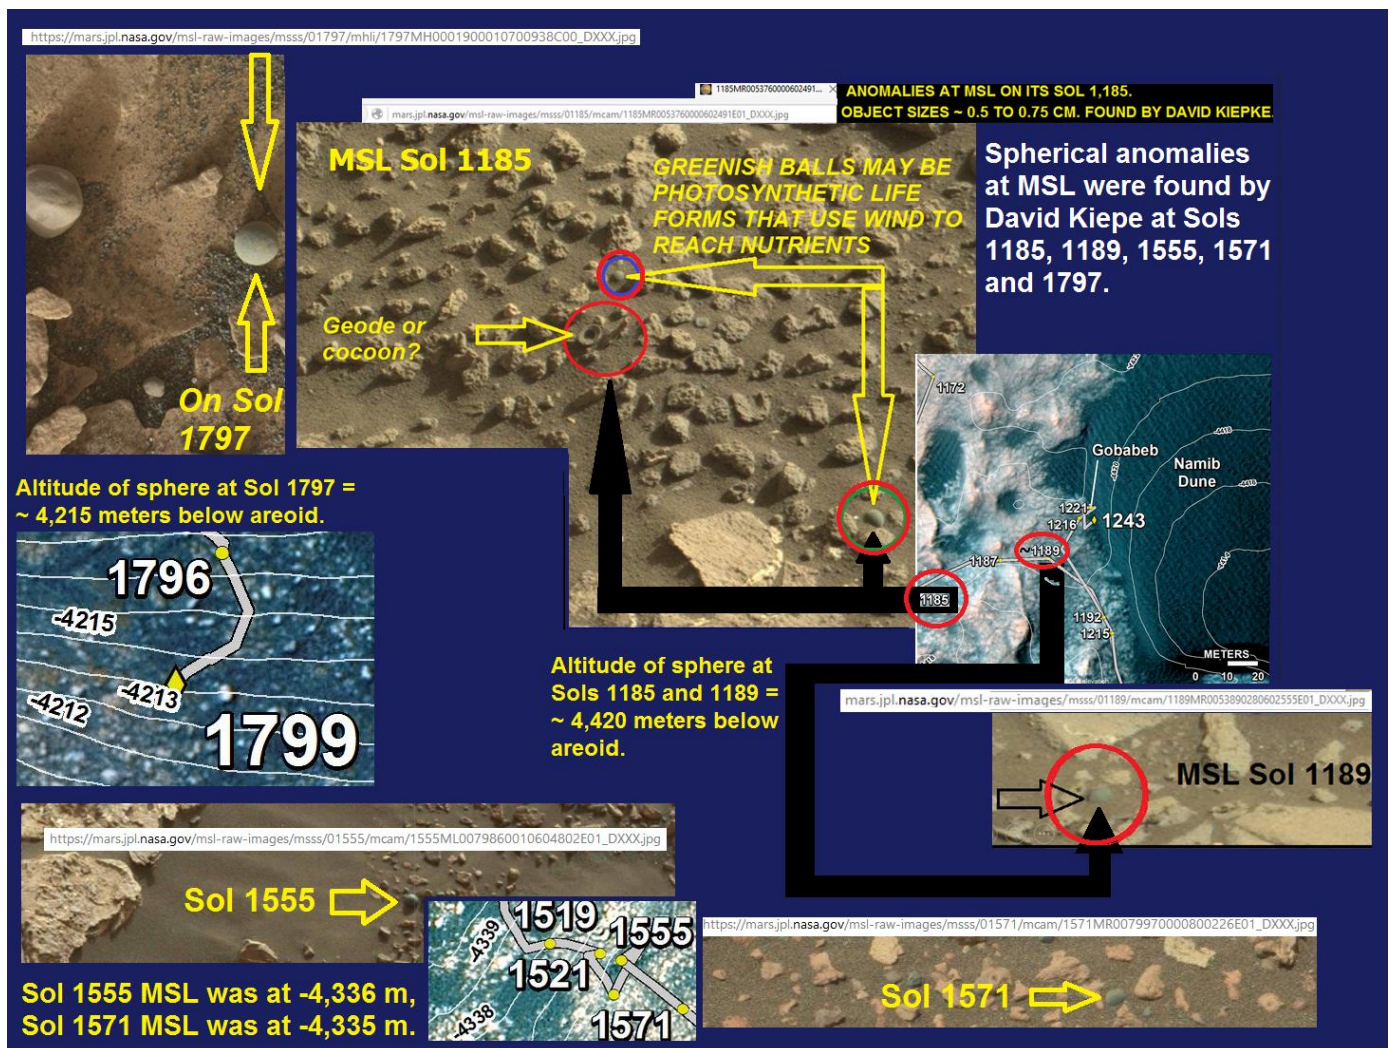 https://mars.jpl.nasa.gov/msl-raw-images/msss/01797/mhli/1797MH0001900010700938C00_DXXX.jpg
On Sol
1797
1185MR0053760000602491...
mars.jpl.nasa.gov/msl-raw-images/msss/01185/mcam/1185MR0053760000602491E01_DXXX.jpg
ANOMALIES AT MSL ON ITS SOL 1,185.
OBJECT SIZES ~ 0.5 TO 0.75 CM. FOUND BY DAVID KIEPKE.
MSL Sol 1185
GREENISH BALLS MAY BE
PHOTOSYNTHETIC LIFE
FORMS THAT USE WIND TO
REACH NUTRIENTS
Geode or
cocoon?
Spherical anomalies
at MSL were found by
David Kiepe at Sols
1185, 1189, 1555, 1571
and 1797.
1172
Gobabeb
Namib
Dune
-4418
-4420
-4418
1221
1216
1243
~1189
1187
1185
1192
1215
METERS
0 10 20
Altitude of sphere at Sol 1797 =
~ 4,215 meters below areoid.
1796
-4215
-4213
-4212
1799
Altitude of sphere at
Sols 1185 and 1189 =
~ 4,420 meters below
areoid.
mars.jpl.nasa.gov/msl-raw-images/msss/01189/mcam/1189MR0053890280602555E01_DXXX.jpg
MSL Sol 1189
https://mars.jpl.nasa.gov/msl-raw-images/msss/01555/mcam/1555ML0079860010604802E01_DXXX.jpg
Sol 1555
1519
1555
-4339
1521
-4338
1571
Sol 1555 MSL was at -4,336 m,
Sol 1571 MSL was at -4,335 m.
https://mars.jpl.nasa.gov/msl-raw-images/msss/01571/mcam/1571MR0079970000800226E01_DXXX.jpg
Sol 1571